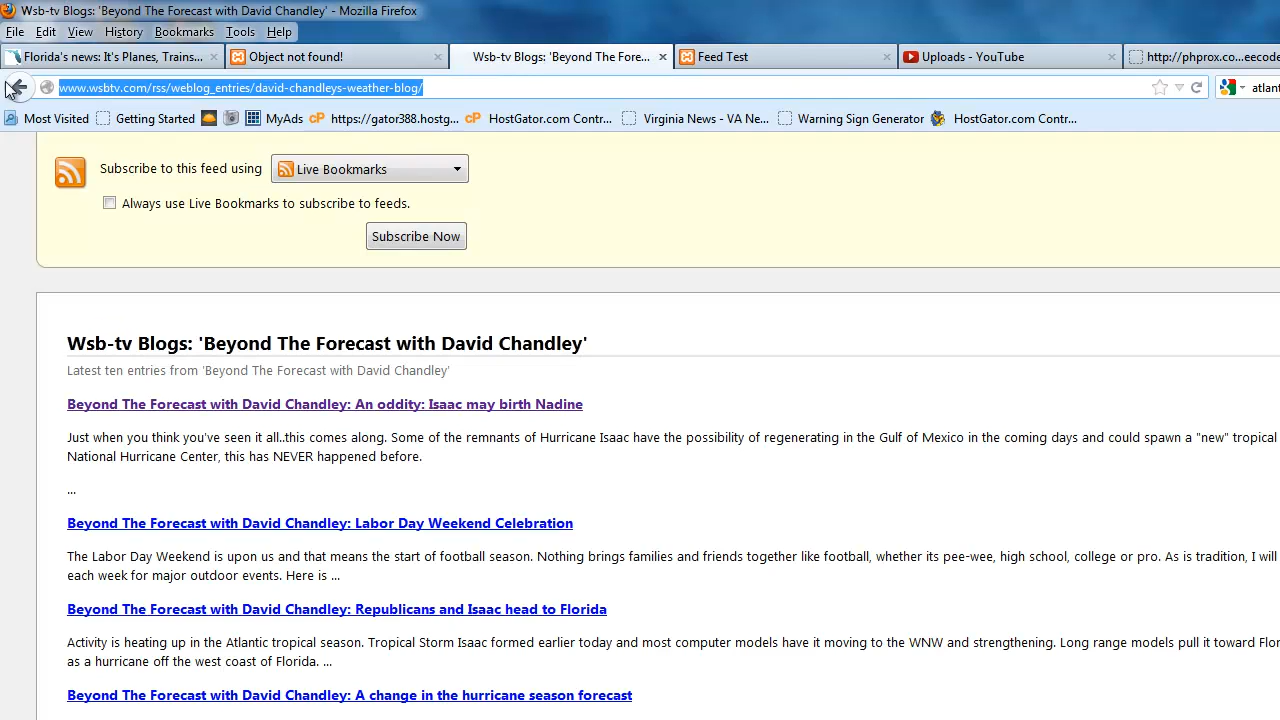 Wsb-tv Blogs: 'Beyond The Forecast with David Chandley' - Mozilla Firefox
File Edit View History Bookmarks Tools Help
Florida's news: It's Planes, Trains... Object not found! Wsb-tv Blogs: 'Beyond The Fore... Feed Test Uploads - YouTube http://phprox.co...eecode
www.wsbtv.com/rss/weblog_entries/david-chandleys-weather-blog/ atlant
Most Visited Getting Started MyAds https://gator388.hostg... HostGator.com Contr... Virginia News - VA Ne... Warning Sign Generator HostGator.com Contr...
Subscribe to this feed using Live Bookmarks
Always use Live Bookmarks to subscribe to feeds.
Subscribe Now
Wsb-tv Blogs: 'Beyond The Forecast with David Chandley'
Latest ten entries from 'Beyond The Forecast with David Chandley'
Beyond The Forecast with David Chandley: An oddity: Isaac may birth Nadine
Just when you think you've seen it all..this comes along. Some of the remnants of Hurricane Isaac have the possibility of regenerating in the Gulf of Mexico in the coming days and could spawn a "new" tropical
National Hurricane Center, this has NEVER happened before.
...
Beyond The Forecast with David Chandley: Labor Day Weekend Celebration
The Labor Day Weekend is upon us and that means the start of football season. Nothing brings families and friends together like football, whether its pee-wee, high school, college or pro. As is tradition, I will
each week for major outdoor events. Here is ...
Beyond The Forecast with David Chandley: Republicans and Isaac head to Florida
Activity is heating up in the Atlantic tropical season. Tropical Storm Isaac formed earlier today and most computer models have it moving to the WNW and strengthening. Long range models pull it toward Flor
as a hurricane off the west coast of Florida. ...
Beyond The Forecast with David Chandley: A change in the hurricane season forecast